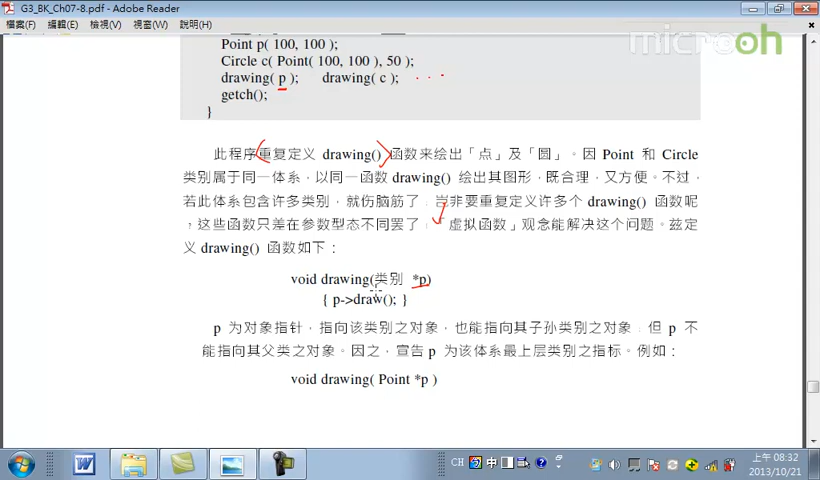 G3_BK_Ch07-8.pdf - Adobe Reader
檔案(F) 編輯(E) 檢視(V) 視窗(W) 說明(H)
microoh
Point p( 100, 100 );
Circle c( Point( 100, 100 ), 50 );
drawing( p ); drawing( c );
getch();
}
此程序重复定义 drawing() 函数来绘出「点」及「圆」。因 Point 和 Circle
类别属于同一体系，以同一函数 drawing() 绘出其图形，既合理，又方便。不过，
若此体系包含许多类别，就伤脑筋了 岂非要重复定义许多个 drawing() 函数呢
，这些函数只差在参数型态不同罢了 「虚拟函数」观念能解决这个问题。兹定
义 drawing() 函数如下：
void drawing(类别 *p)
{ p->draw(); }
p 为对象指针，指向该类别之对象，也能指向其子孙类别之对象 但 p 不
能指向其父类之对象。因之，宣告 p 为该体系最上层类别之指标。例如：
void drawing( Point *p )
CH 中
上午 08:32
2013/10/21